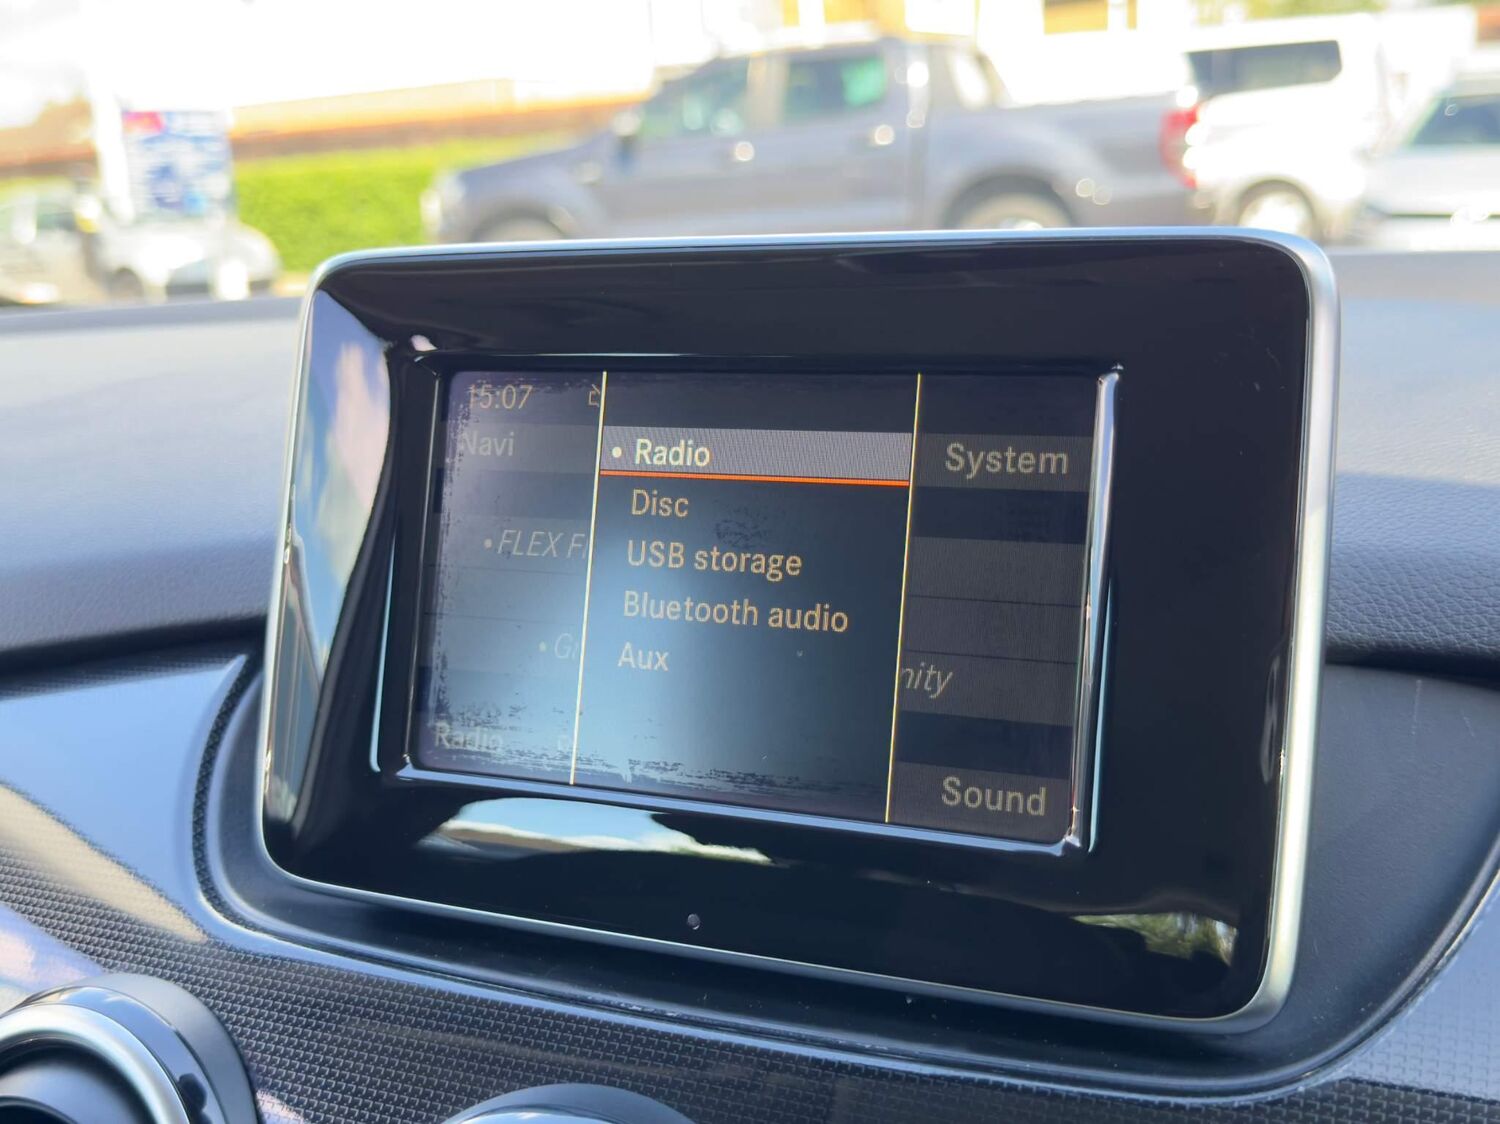 15:07
Navi
• Radio
System
Disc
• FLEX F
USB storage
Bluetooth audio
• G
Aux
nity
Radio
Sound